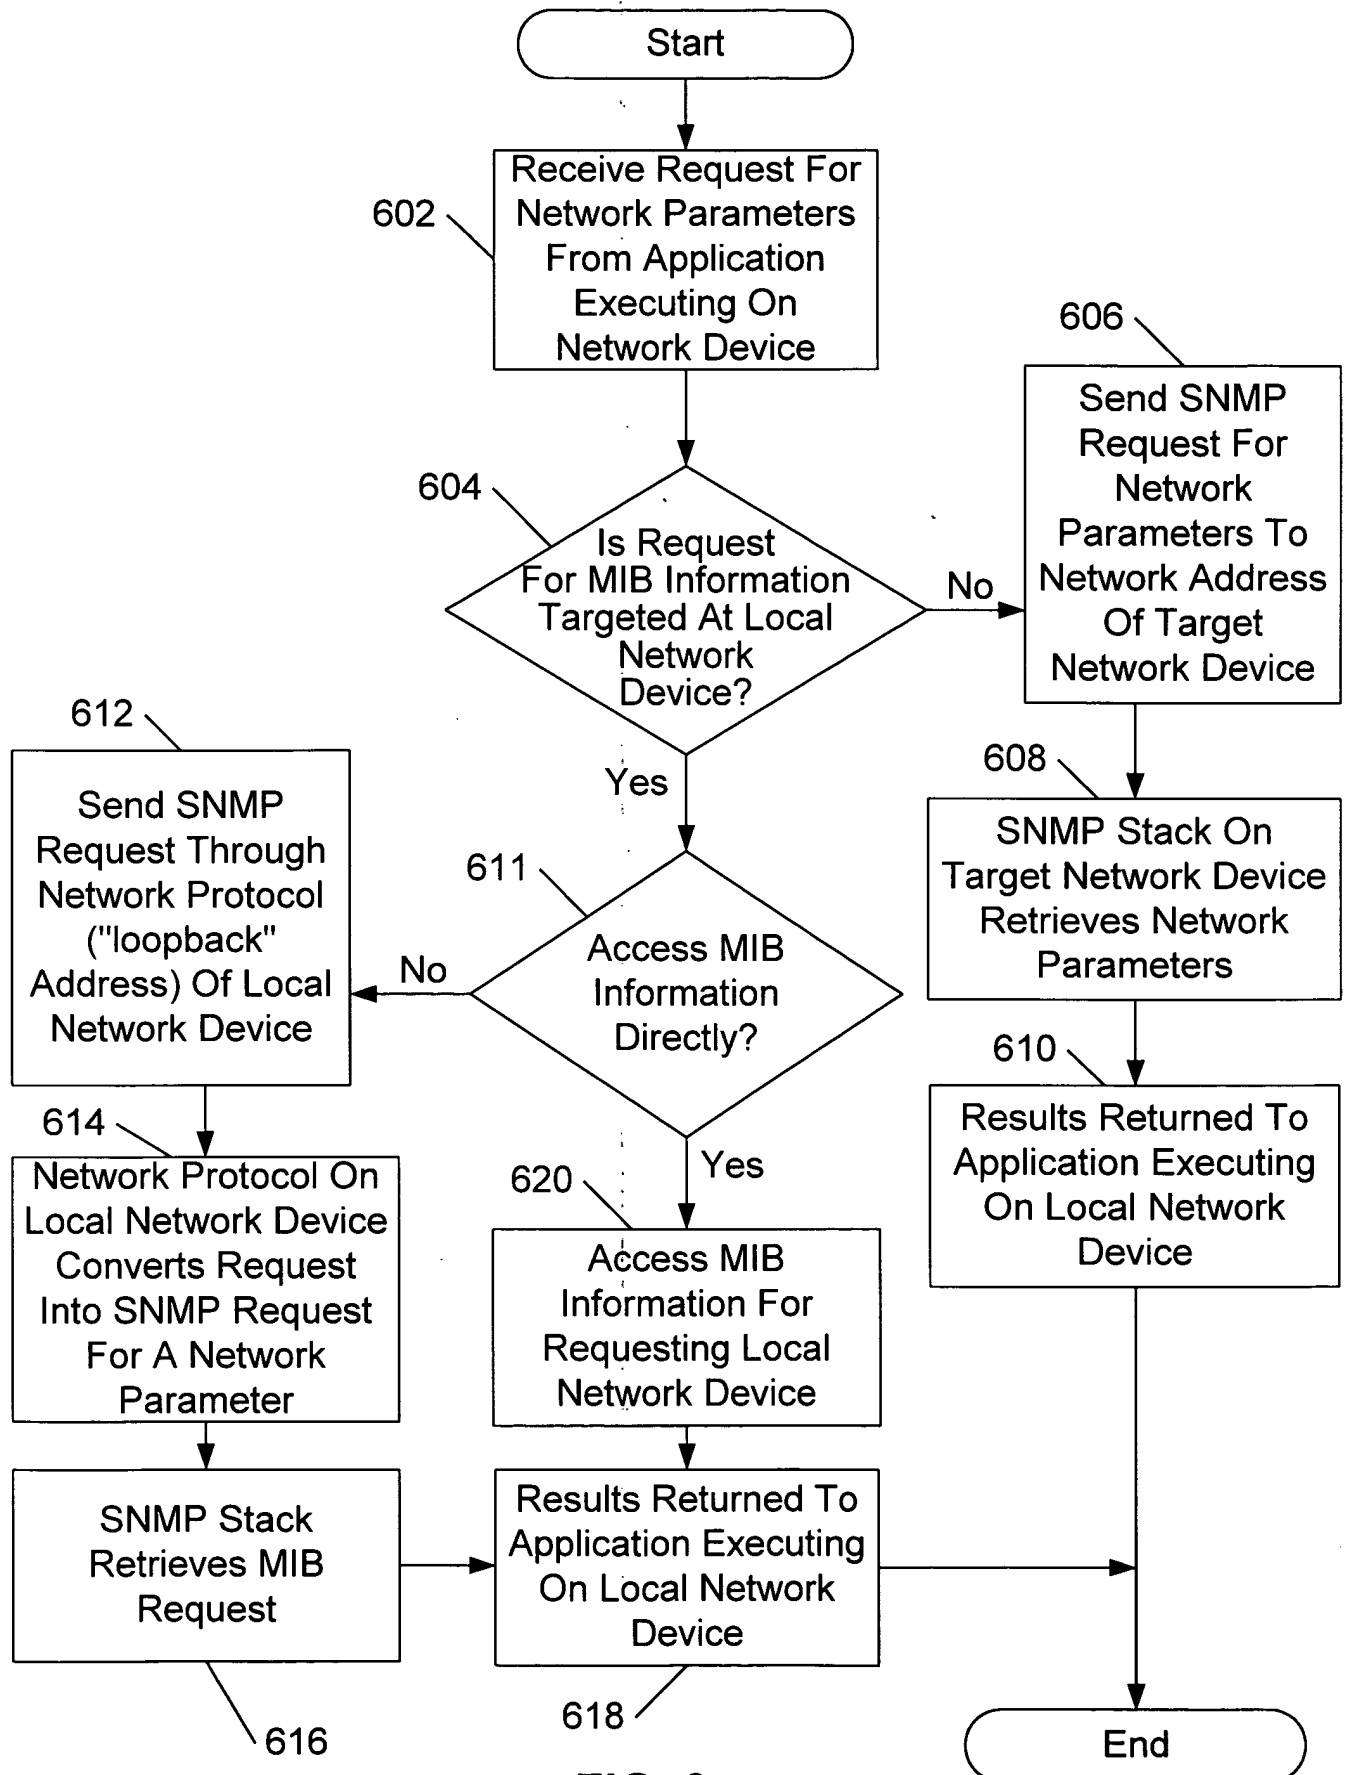 Start
602
Receive Request For
Network Parameters
From Application
Executing On
Network Device
606
Send SNMP
Request For
Network
Parameters To
Network Address
Of Target
Network Device
604
Is Request
For MIB Information
Targeted At Local
Network
Device?
No
Yes
608
SNMP Stack On
Target Network Device
Retrieves Network
Parameters
610
Results Returned To
Application Executing
On Local Network
Device
611
Access MIB
Information
Directly?
No
Yes
612
Send SNMP
Request Through
Network Protocol
("loopback"
Address) Of Local
Network Device
614
Network Protocol On
Local Network Device
Converts Request
Into SNMP Request
For A Network
Parameter
SNMP Stack
Retrieves MIB
Request
616
620
Access MIB
Information For
Requesting Local
Network Device
Results Returned To
Application Executing
On Local Network
Device
618
End